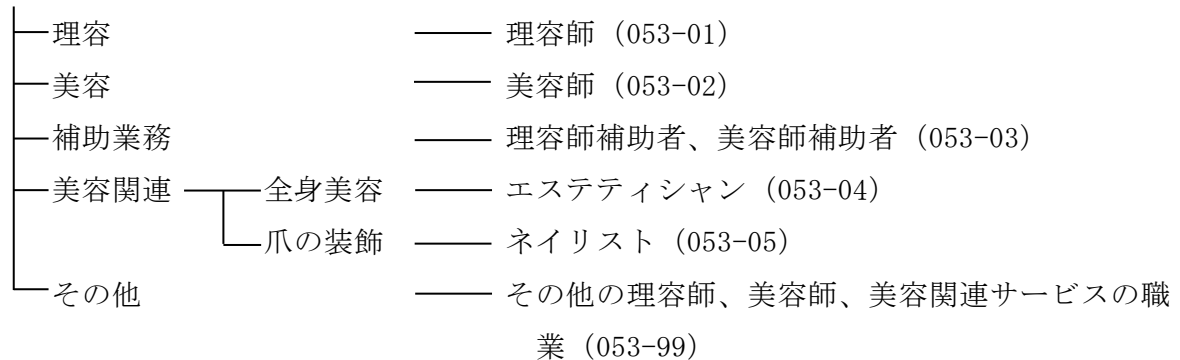 理容 理容師（053-01）
美容 美容師（053-02）
補助業務 理容師補助者、美容師補助者（053-03）
美容関連 全身美容 エステティシャン（053-04）
爪の装飾 ネイリスト（053-05）
その他 その他の理容師、美容師、美容関連サービスの職
業（053-99）